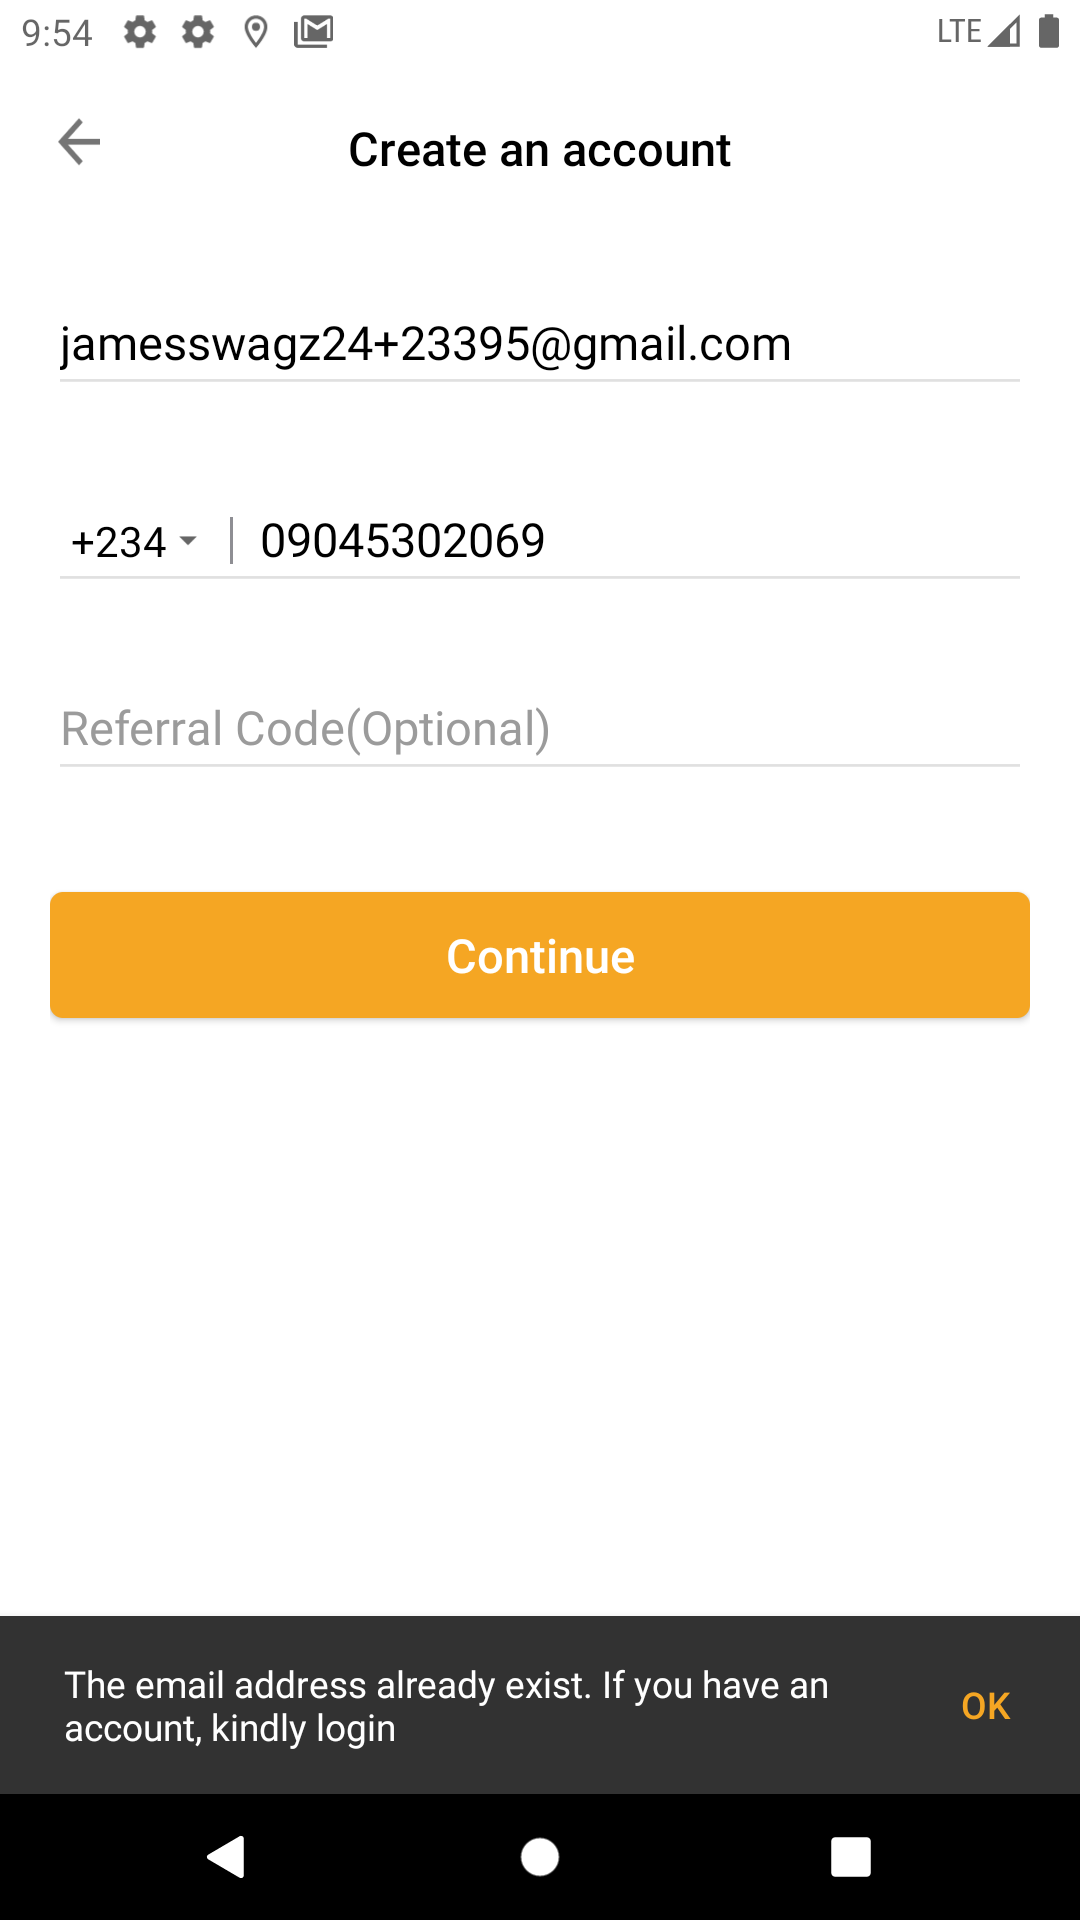 9:54
LTE
Create an account
jamesswagz24+23395@gmail.com
+234
09045302069
Referral Code(Optional)
Continue
The email address already exist. If you have an
account, kindly login
OK